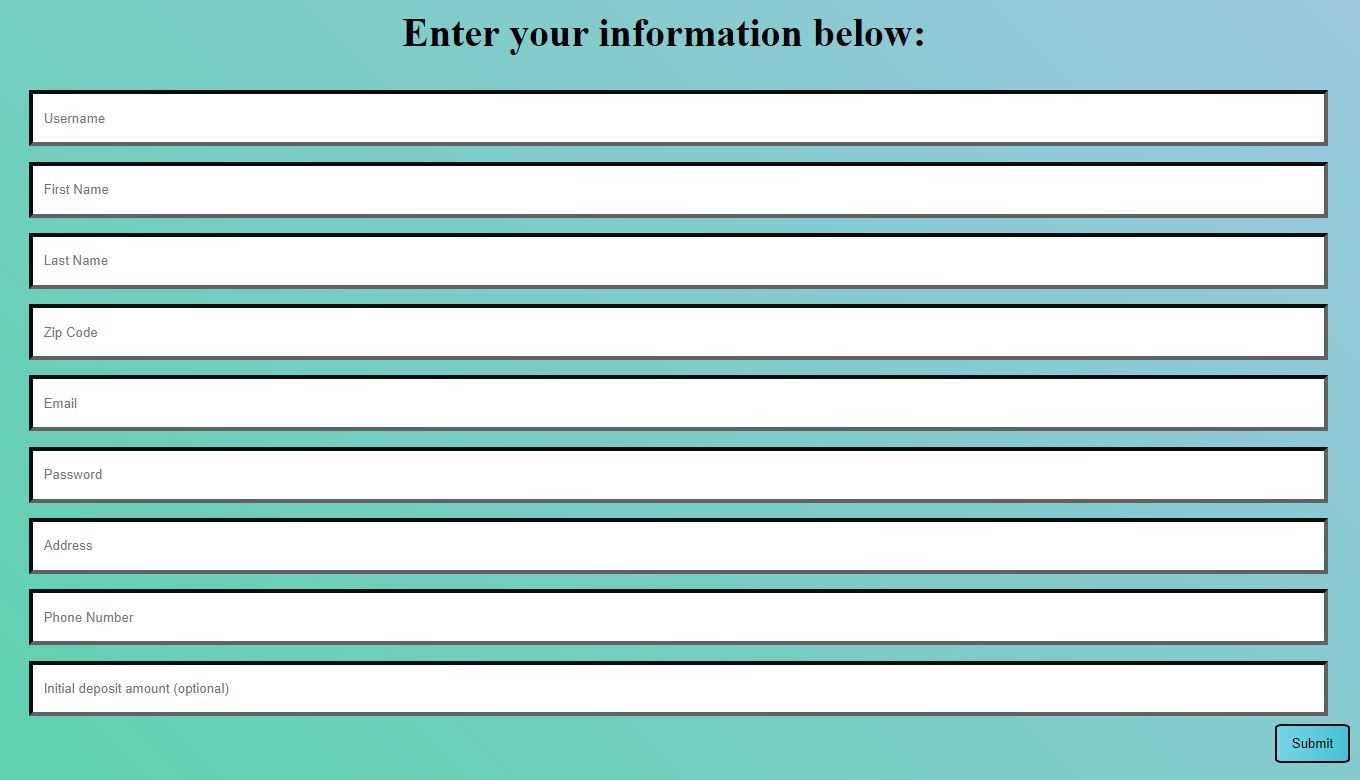 Enter your information below:
Username
First Name
Last Name
Zip Code
Email
Password
Address
Phone Number
Initial deposit amount (optional)
Submit